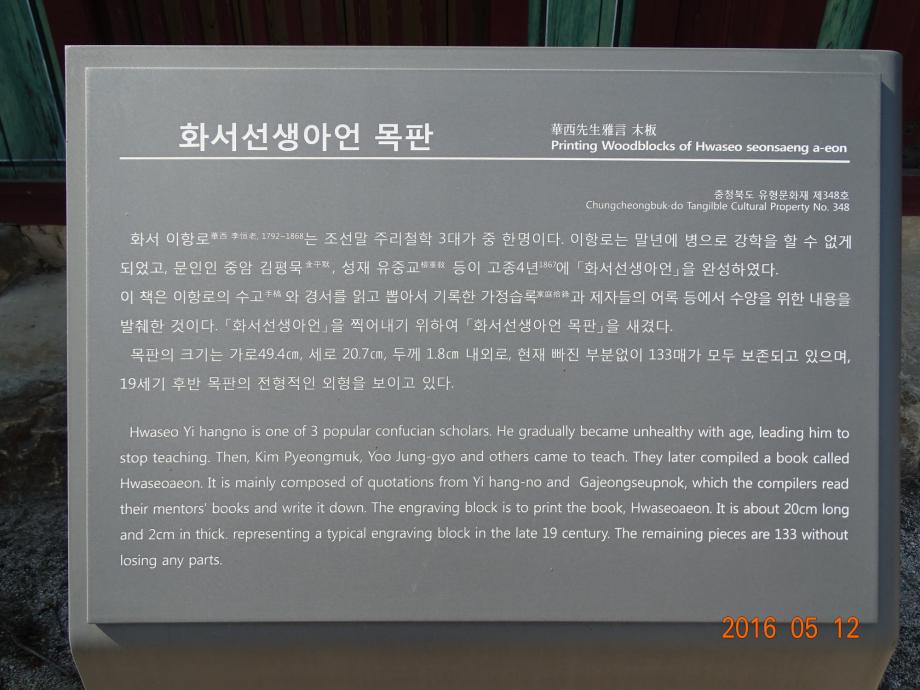 화서선생아언 목판
華西先生雅言 木板
Printing Woodblocks of Hwaseo seonsaeng a-eon
충청북도 유형문화재 제348호
Chungcheongbuk-do Tangilble Cultural Property No. 348
화서 이항로華西 李恒老, 1792~1868는 조선말 주리철학 3대가 중 한명이다. 이항로는 말년에 병으로 강학을 할 수 없게
되었고, 문인인 중암 김평묵金平默, 성재 유중교柳重敎 등이 고종4년1867에 「화서선생아언」을 완성하였다.
이 책은 이항로의 수고手稿와 경서를 읽고 뽑아서 기록한 가정습록家庭拾錄과 제자들의 어록 등에서 수양을 위한 내용을
발췌한 것이다. 「화서선생아언」을 찍어내기 위하여 「화서선생아언 목판」을 새겼다.
목판의 크기는 가로49.4㎝, 세로 20.7㎝, 두께 1.8㎝ 내외로, 현재 빠진 부분없이 133매가 모두 보존되고 있으며,
19세기 후반 목판의 전형적인 외형을 보이고 있다.
Hwaseo Yi hangno is one of 3 popular confucian scholars. He gradually became unhealthy with age, leading him to
stop teaching. Then, Kim Pyeongmuk, Yoo Jung-gyo and others came to teach. They later compiled a book called
Hwaseoaeon. It is mainly composed of quotations from Yi hang-no and Gajeongseupnok, which the compilers read
their mentors' books and write it down. The engraving block is to print the book, Hwaseoaeon. It is about 20cm long
and 2cm in thick. representing a typical engraving block in the late 19 century. The remaining pieces are 133 without
losing any parts.
2016 05 12